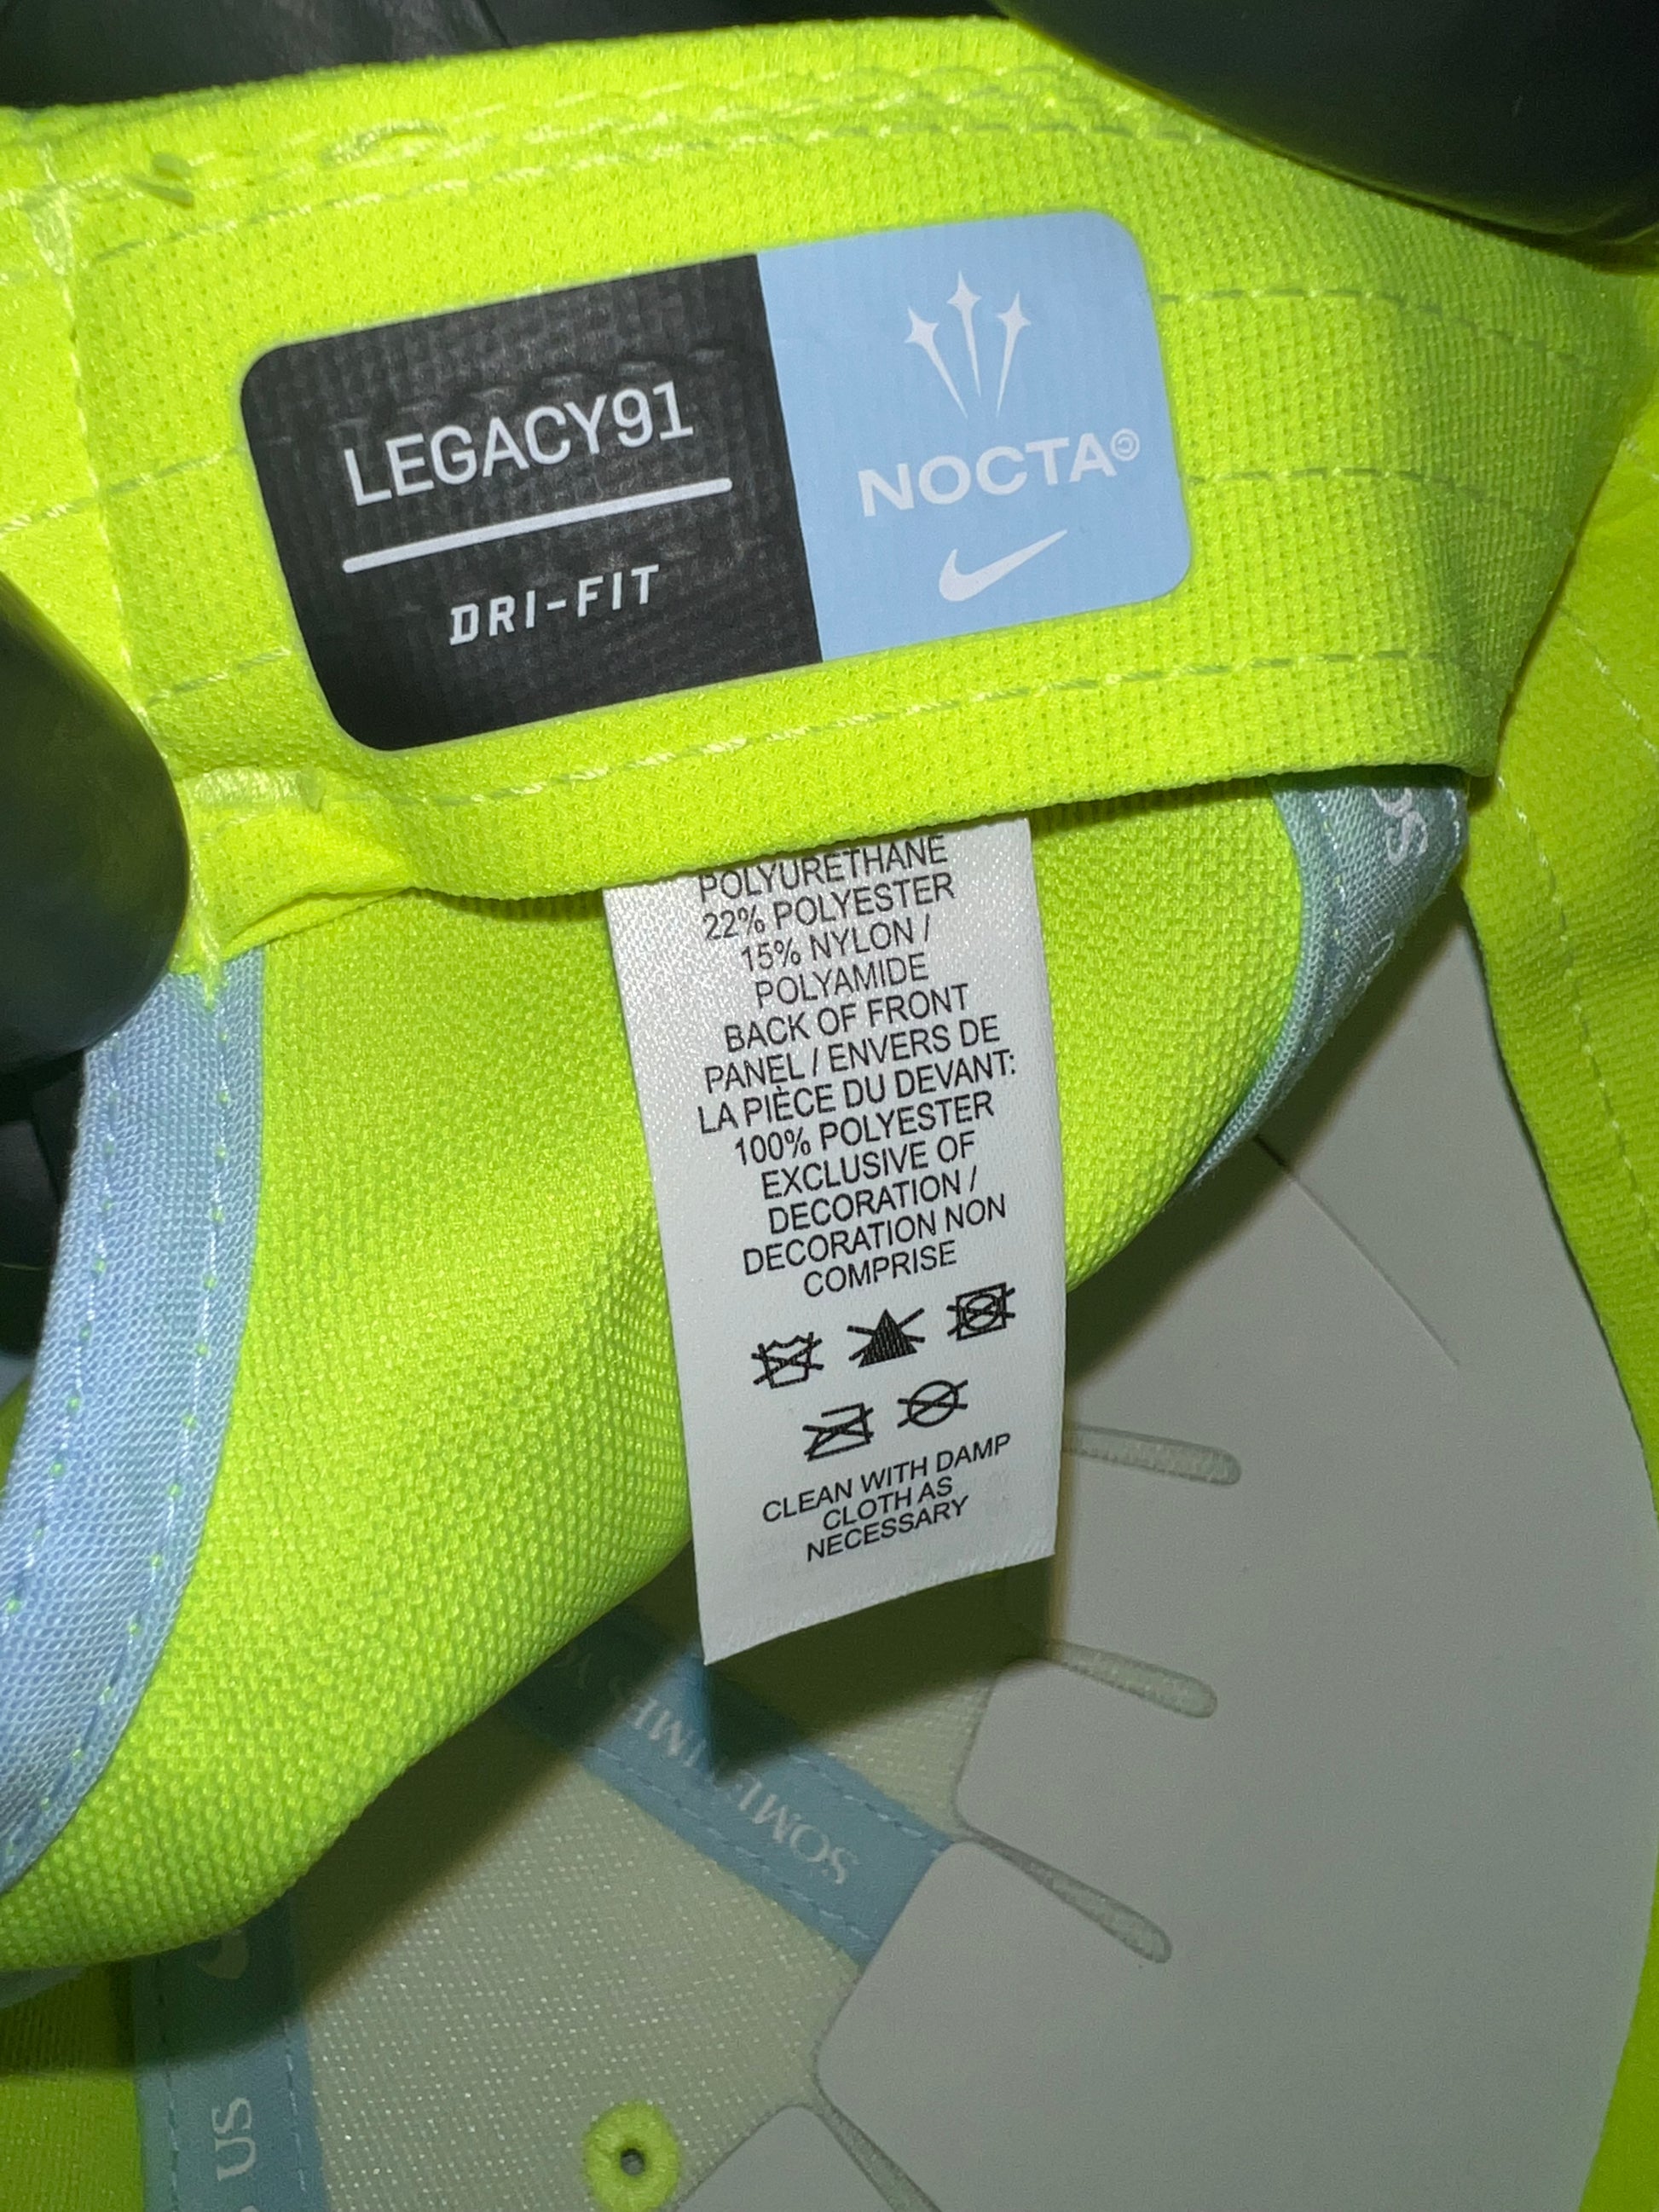 LEGACY91
DRI-FIT
NOCTA©
POLYURETHANE
22% POLYESTER
15% NYLON /
POLYAMIDE
BACK OF FRONT
PANEL / ENVERS DE
LA PIÈCE DU DEVANT:
100% POLYESTER
EXCLUSIVE OF
DECORATION /
DECORATION NON
COMPRISE
CLEAN WITH DAMP
CLOTH AS
NECESSARY
SOMETIMES
US